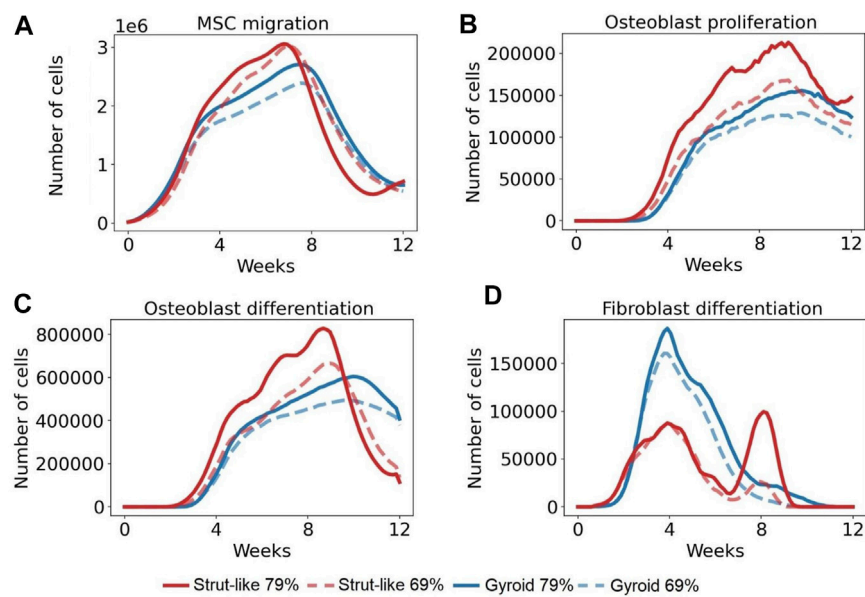 A
MSC migration
1e6
Number of cells
3
2
1
0
0 4 8 12
Weeks
B
Osteoblast proliferation
Number of cells
200000
150000
100000
50000
0
0 4 8 12
Weeks
C
Osteoblast differentiation
Number of cells
800000
600000
400000
200000
0
0 4 8 12
Weeks
D
Fibroblast differentiation
Number of cells
150000
100000
50000
0
0 4 8 12
Weeks
Strut-like 79% Strut-like 69% Gyroid 79% Gyroid 69%